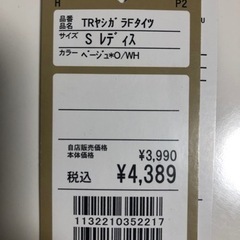 H P2
品番
品名 TRヤシガラFタイツ
サイズ S レディス
カラー ベージュ*O/WH
自店販売価格
本体価格 ¥3,990
税込 ¥4,389
1132210352217